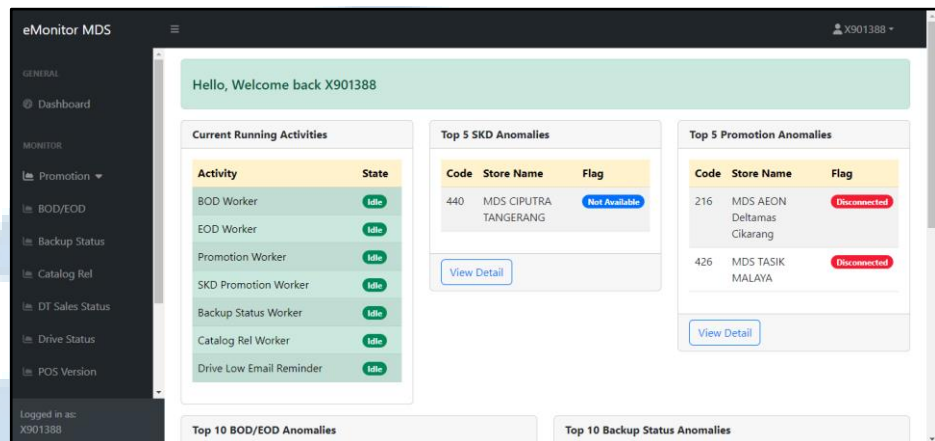 eMonitor MDS
X901388
GENERAL
Dashboard
MONITOR
Promotion
BOD/EOD
Backup Status
Catalog Rel
DT Sales Status
Drive Status
POS Version
Logged in as:
X901388
Hello, Welcome back X901388
Current Running Activities
Activity State
BOD Worker Idle
EOD Worker Idle
Promotion Worker Idle
SKD Promotion Worker Idle
Backup Status Worker Idle
Catalog Rel Worker Idle
Drive Low Email Reminder Idle
Top 5 SKD Anomalies
Code Store Name Flag
440 MDS CIPUTRA Not Available
TANGERANG
View Detail
Top 5 Promotion Anomalies
Code Store Name Flag
216 MDS AEON Disconnected
Deltamas
Cikarang
426 MDS TASIK Disconnected
MALAYA
View Detail
Top 10 BOD/EOD Anomalies
Top 10 Backup Status Anomalies